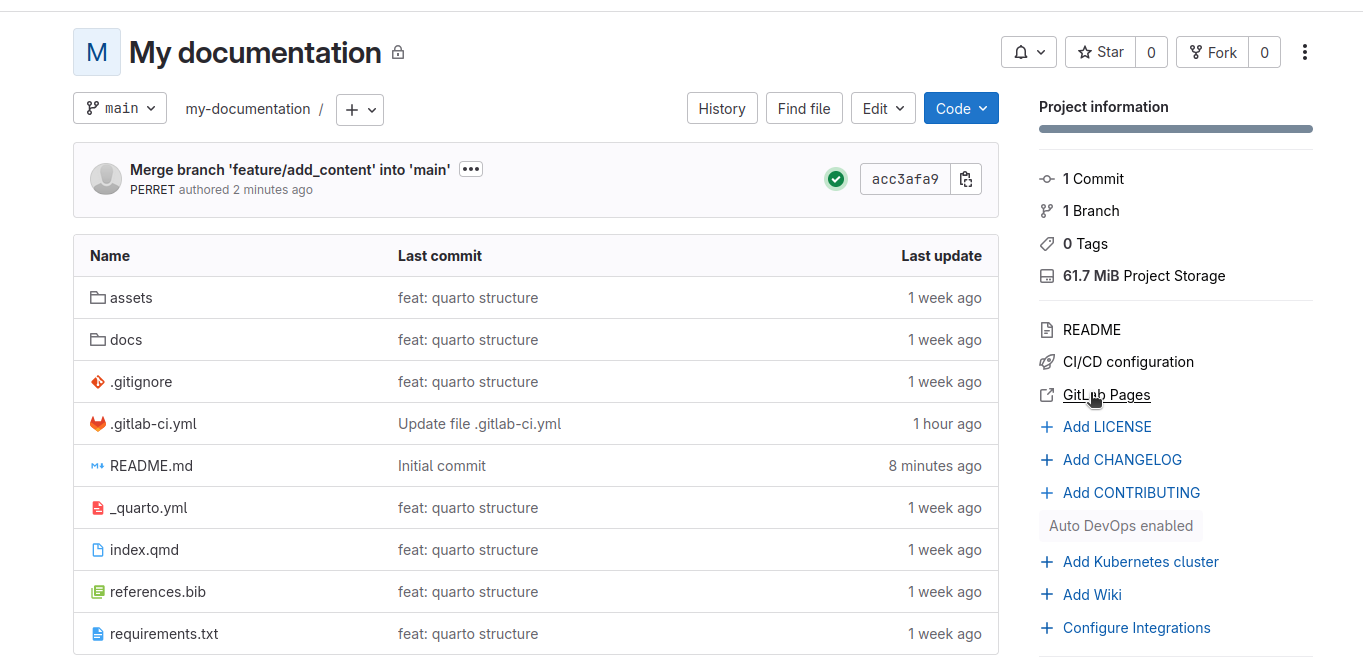 M My documentation
Star 0 Fork 0
main my-documentation / History Find file Edit Code
Merge branch 'feature/add_content' into 'main'
PERRET authored 2 minutes ago
acc3afa9
Name Last commit Last update
assets feat: quarto structure 1 week ago
docs feat: quarto structure 1 week ago
.gitignore feat: quarto structure 1 week ago
.gitlab-ci.yml Update file .gitlab-ci.yml 1 hour ago
README.md Initial commit 8 minutes ago
_quarto.yml feat: quarto structure 1 week ago
index.qmd feat: quarto structure 1 week ago
references.bib feat: quarto structure 1 week ago
requirements.txt feat: quarto structure 1 week ago
Project information
1 Commit
1 Branch
0 Tags
61.7 MiB Project Storage
README
CI/CD configuration
GitLab Pages
Add LICENSE
Add CHANGELOG
Add CONTRIBUTING
Auto DevOps enabled
Add Kubernetes cluster
Add Wiki
Configure Integrations